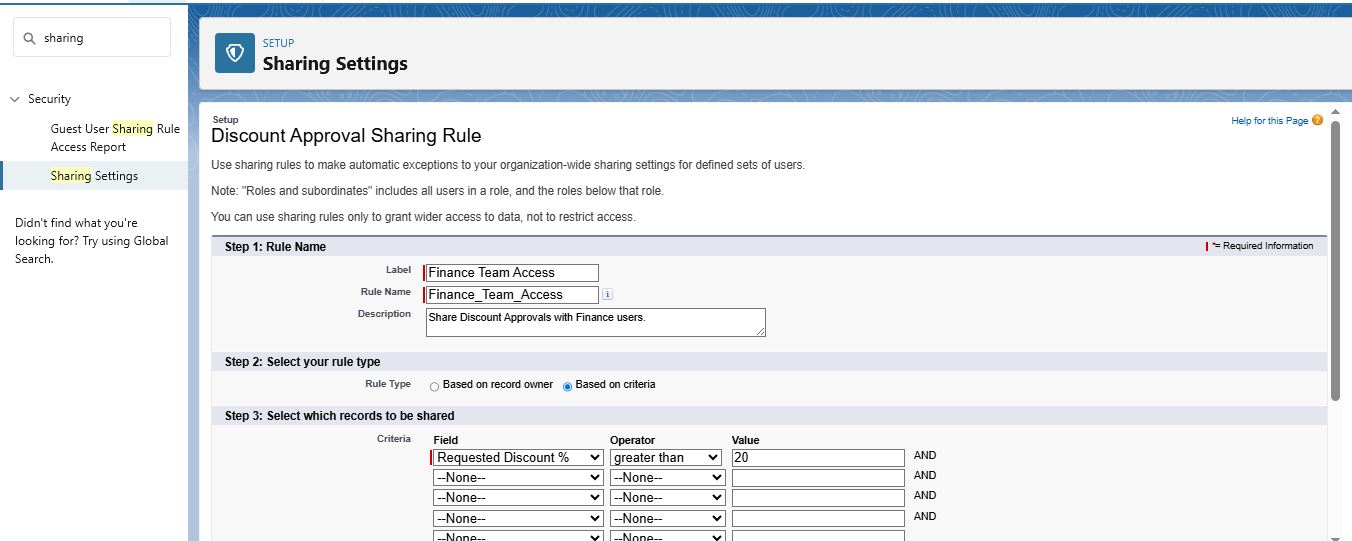 sharing
Security
Guest User Sharing Rule
Access Report
Sharing Settings
Didn't find what you're
looking for? Try using Global
Search.
SETUP
Sharing Settings
Setup
Help for this Page ?
Discount Approval Sharing Rule
Use sharing rules to make automatic exceptions to your organization-wide sharing settings for defined sets of users.
Note: "Roles and subordinates" includes all users in a role, and the roles below that role.
You can use sharing rules only to grant wider access to data, not to restrict access.
Step 1: Rule Name
*= Required Information
Label Finance Team Access
Rule Name Finance_Team_Access i
Description Share Discount Approvals with Finance users.
Step 2: Select your rule type
Rule Type Based on record owner Based on criteria
Step 3: Select which records to be shared
Criteria Field Operator Value
Requested Discount % greater than 20 AND
--None-- --None-- AND
--None-- --None-- AND
--None-- --None-- AND
--None-- --None--